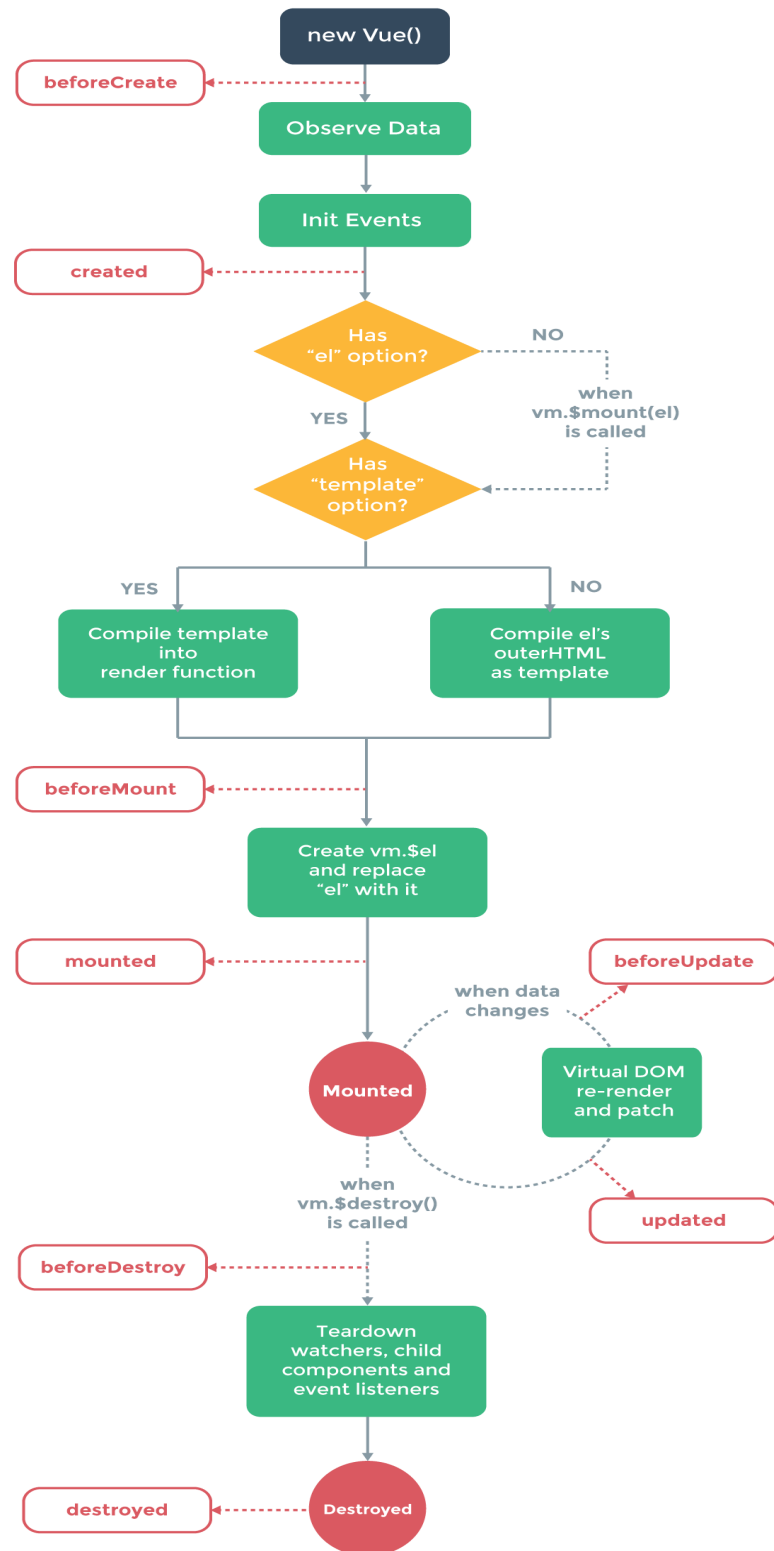 new Vue()
beforeCreate
Observe Data
Init Events
created
Has
“el” option?
NO
YES
when
vm.$mount(el)
is called
Has
“template”
option?
YES
NO
Compile template
into
render function
Compile el’s
outerHTML
as template
beforeMount
Create vm.$el
and replace
“el” with it
mounted
beforeUpdate
when data
changes
Mounted
Virtual DOM
re-render
and patch
when
vm.$destroy()
is called
updated
beforeDestroy
Teardown
watchers, child
components and
event listeners
destroyed
Destroyed